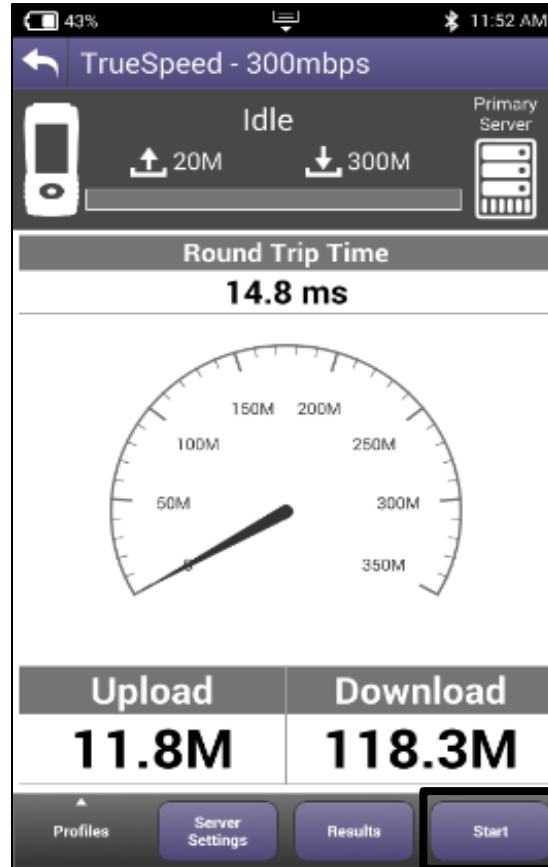 43%
11:52 AM
TrueSpeed - 300mbps
Idle
Primary
Server
20M
300M
Round Trip Time
14.8 ms
150M 200M
100M 250M
50M 300M
0 350M
Upload Download
11.8M 118.3M
Profiles
Server
Settings
Results
Start